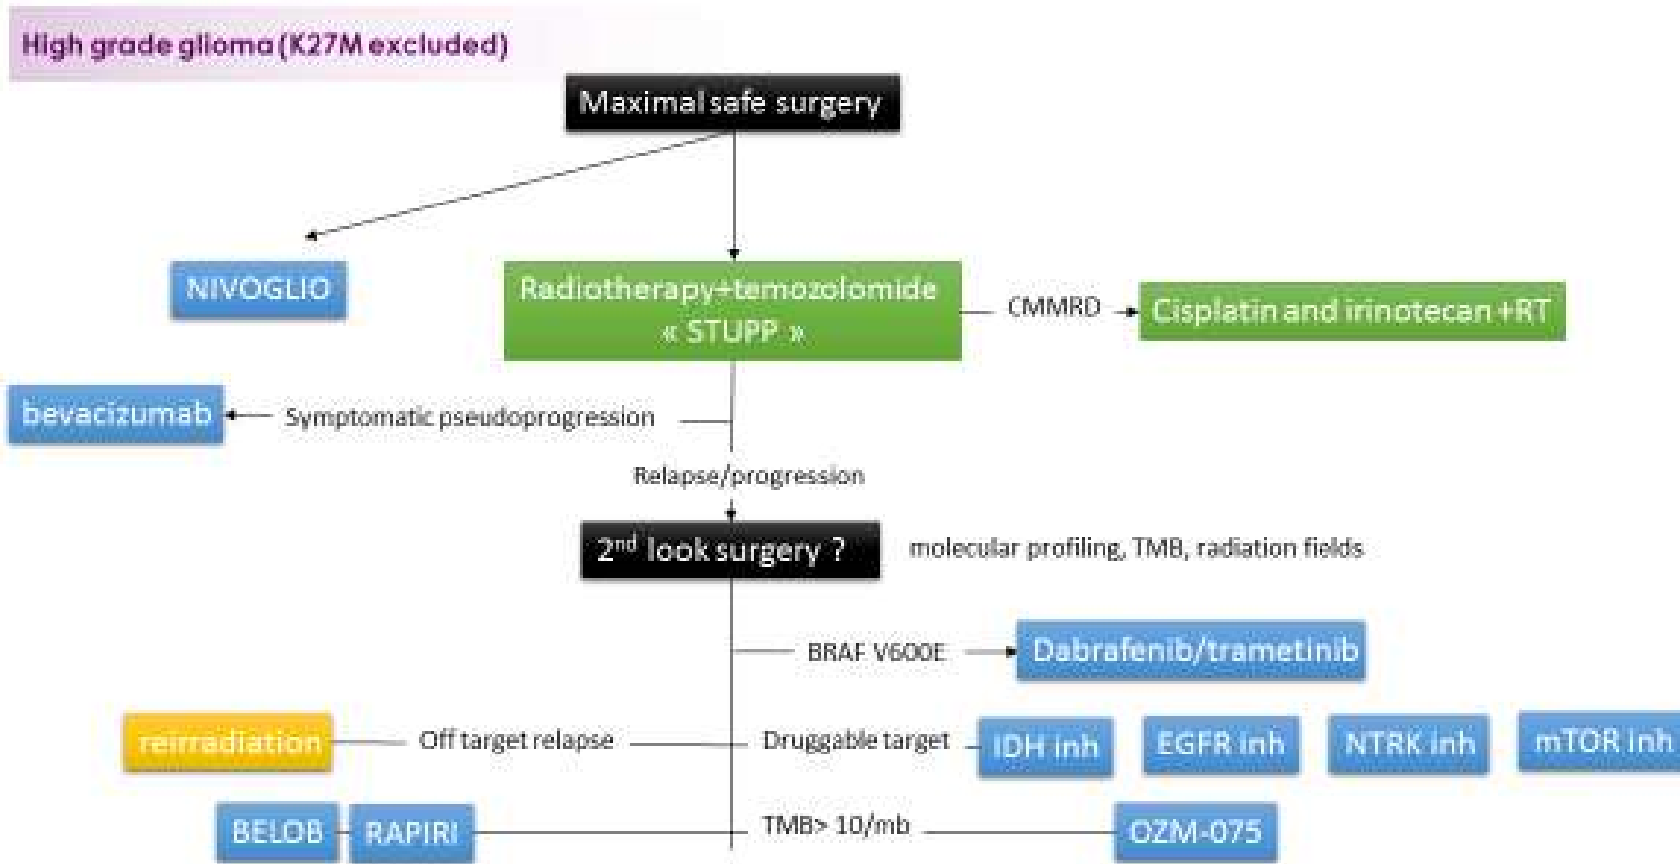 High grade glioma (K27M excluded)
Maximal safe surgery
NIVOGLIO
Radiotherapy+temozolomide
« STUPP »
CMMRD
Cisplatin and irinotecan +RT
bevacizumab
Symptomatic pseudoprogression
Relapse/progression
2nd look surgery ?
molecular profiling, TMB, radiation fields
BRAF V600E
Dabrafenib/trametinib
reirradiation
Off target relapse
Druggable target
IDH inh
EGFR inh
NTRK inh
mTOR inh
BELOB
RAPIRI
TMB> 10/mb
OZM-075